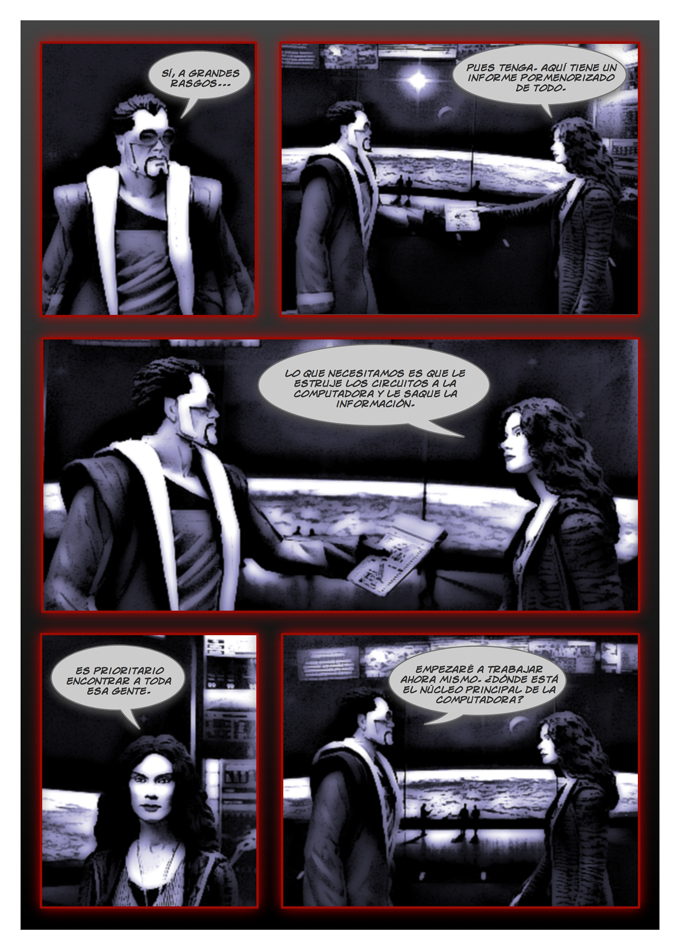 SÍ, A GRANDES
RASGOS...
PUES TENGA. AQUÍ TIENE UN
INFORME PORMENORIZADO
DE TODO.
LO QUE NECESITAMOS ES QUE LE
ESTRUJE LOS CIRCUITOS A LA
COMPUTADORA Y LE SAQUE LA
INFORMACIÓN.
ES PRIORITARIO
ENCONTRAR A TODA
ESA GENTE.
EMPEZARÉ A TRABAJAR
AHORA MISMO. ¿DÓNDE ESTÁ
EL NÚCLEO PRINCIPAL DE LA
COMPUTADORA?